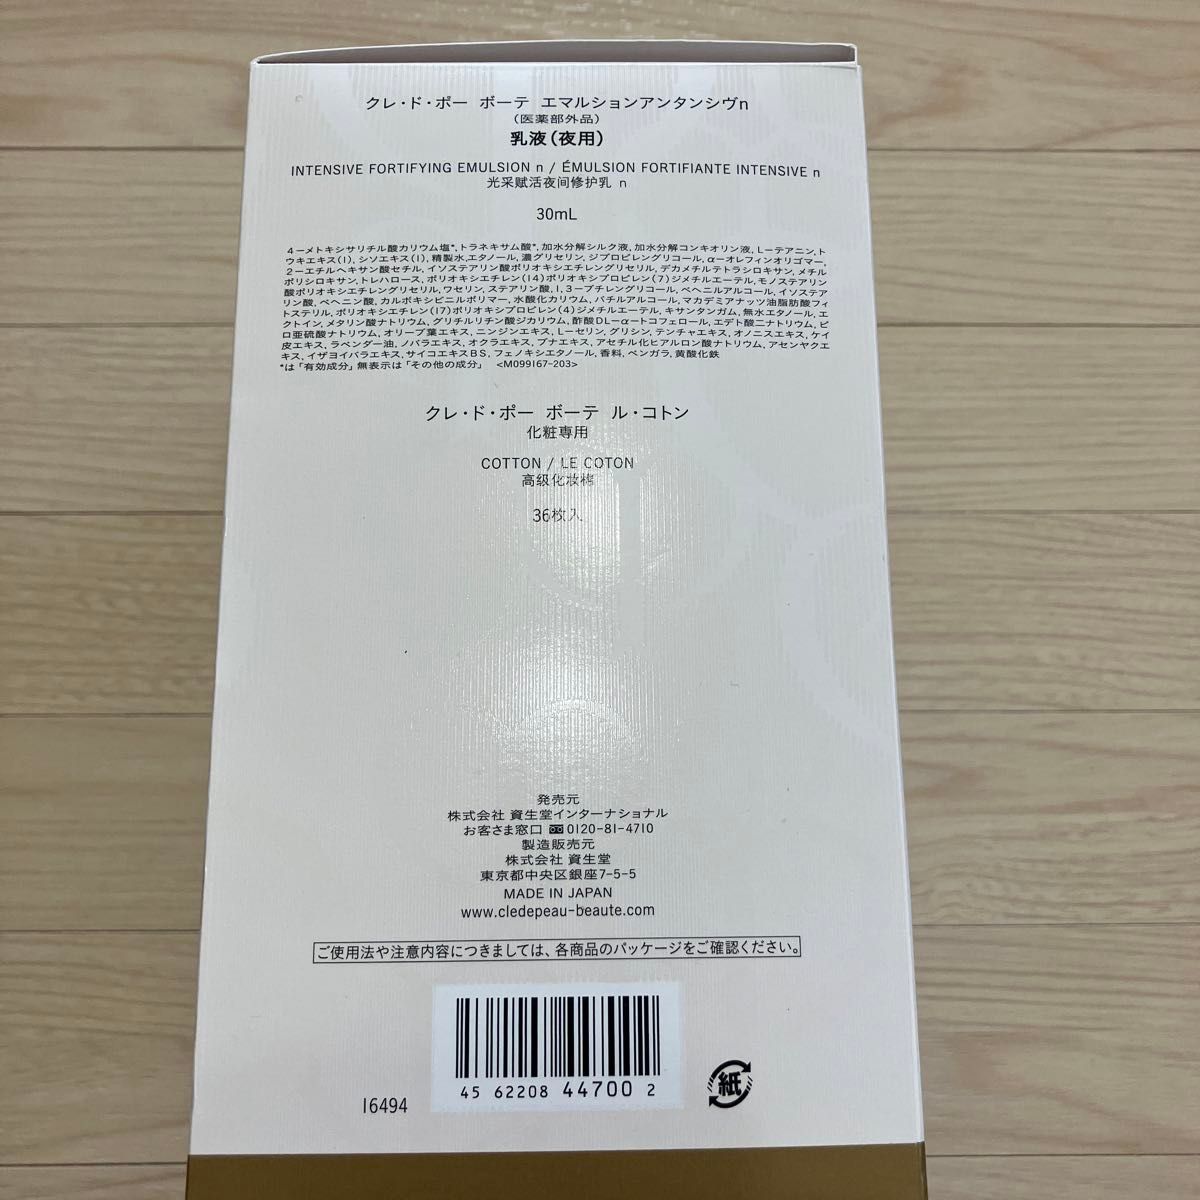 クレ・ド・ポー ボーテ エマルションアンタンシヴn
（医薬部外品）
乳液（夜用）
INTENSIVE FORTIFYING EMULSION n / ÉMULSION FORTIFIANTE INTENSIVE n
光采赋活夜间修护乳 n
30mL
4－メトキシサリチル酸カリウム塩*,トラネキサム酸*,加水分解シルク液,加水分解コンキオリン液,L－テアニン,ト
ウキエキス(1),シソエキス(1),精製水,エタノール,濃グリセリン,ジプロピレングリコール,α－オレフィンオリゴマー,
2－エチルヘキサン酸セチル,イソステアリン酸ポリオキシエチレングリセリル,デカメチルテトラシロキサン,メチル
ポリシロキサン,トレハロース,ポリオキシエチレン(14)ポリオキシプロピレン(7)ジメチルエーテル,モノステアリン
酸ポリオキシエチレングリセリル,ワセリン,ステアリン酸,1,3－ブチレングリコール,ベヘニルアルコール,イソステア
リン酸,ベヘニン酸,カルボキシビニルポリマー,水酸化カリウム,バチルアルコール,マカデミアナッツ油脂肪酸フィ
トステリル,ポリオキシエチレン(17)ポリオキシプロピレン(4)ジメチルエーテル,キサンタンガム,無水エタノール,エ
クトイン,メタリン酸ナトリウム,グリチルリチン酸ジカリウム,酢酸DL－α－トコフェロール,エデト酸二ナトリウム,ピ
ロ亜硫酸ナトリウム,オリーブ葉エキス,ニンジンエキス,L－セリン,グリシン,テンチャエキス,オノニスエキス,ケイ
皮エキス,ラベンダー油,ノバラエキス,オクラエキス,ブナエキス,アセチル化ヒアルロン酸ナトリウム,アセンヤクエ
キス,イザヨイバラエキス,サイコエキスBS,フェノキシエタノール,香料,ベンガラ,黄酸化鉄
*は「有効成分」無表示は「その他の成分」 <M099167-203>
クレ・ド・ポー ボーテ ル・コトン
化粧専用
COTTON / LE COTON
高级化妆棉
36枚入
発売元
株式会社 資生堂インターナショナル
お客さま窓口 0120-81-4710
製造販売元
株式会社 資生堂
東京都中央区銀座7-5-5
MADE IN JAPAN
www.cledepeau-beaute.com
ご使用法や注意内容につきましては、各商品のパッケージをご確認ください。
45 62208 44700 2
紙
16494